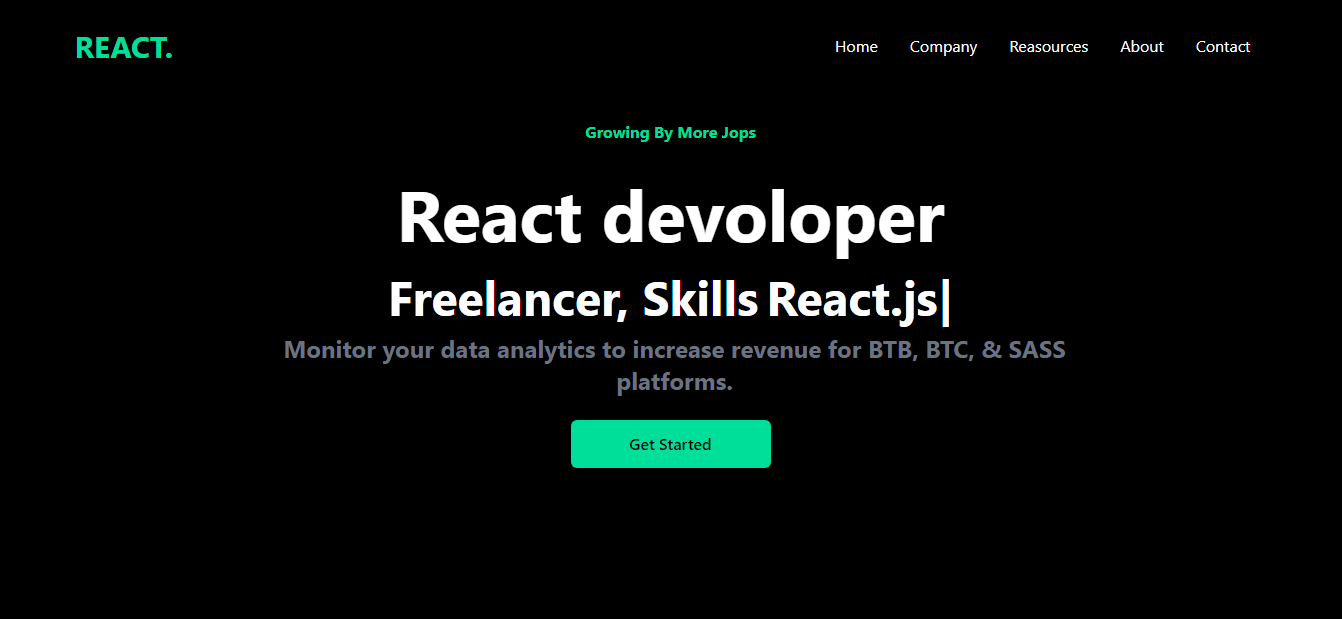 REACT.
Home Company Reasources About Contact
Growing By More Jops
React devoloper
Freelancer, Skills React.js|
Monitor your data analytics to increase revenue for BTB, BTC, & SASS
platforms.
Get Started